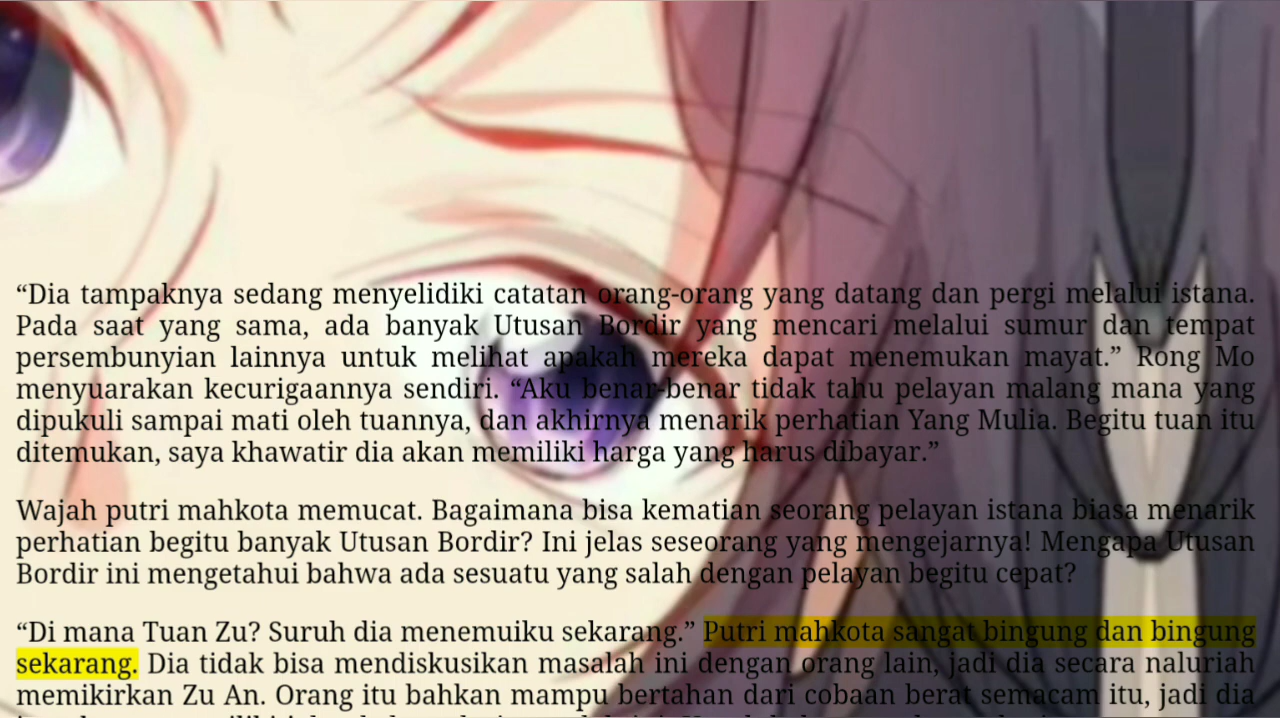 “Dia tampaknya sedang menyelidiki catatan orang-orang yang datang dan pergi melalui istana.
Pada saat yang sama, ada banyak Utusan Bordir yang mencari melalui sumur dan tempat
persembunyian lainnya untuk melihat apakah mereka dapat menemukan mayat.” Rong Mo
menyuarakan kecurigaannya sendiri. “Aku benar-benar tidak tahu pelayan malang mana yang
dipukuli sampai mati oleh tuannya, dan akhirnya menarik perhatian Yang Mulia. Begitu tuan itu
ditemukan, saya khawatir dia akan memiliki harga yang harus dibayar.”
Wajah putri mahkota memucat. Bagaimana bisa kematian seorang pelayan istana biasa menarik
perhatian begitu banyak Utusan Bordir? Ini jelas seseorang yang mengejarnya! Mengapa Utusan
Bordir ini mengetahui bahwa ada sesuatu yang salah dengan pelayan begitu cepat?
“Di mana Tuan Zu? Suruh dia menemuiku sekarang.” Putri mahkota sangat bingung dan bingung
sekarang. Dia tidak bisa mendiskusikan masalah ini dengan orang lain, jadi dia secara naluriah
memikirkan Zu An. Orang itu bahkan mampu bertahan dari cobaan berat semacam itu, jadi dia